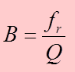 B = f_r / Q